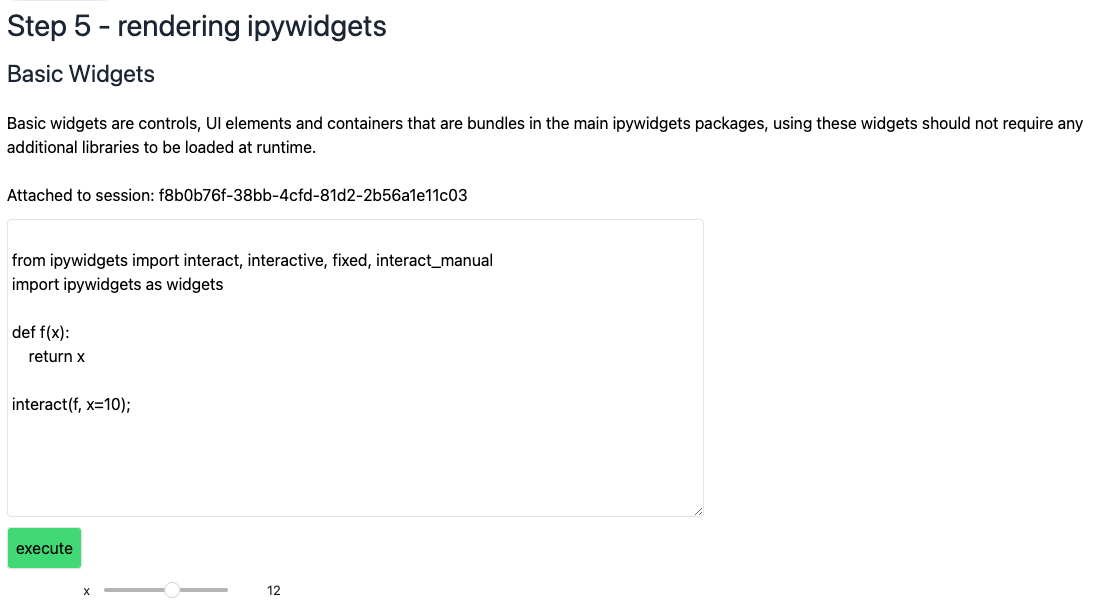 Step 5 - rendering ipywidgets
Basic Widgets
Basic widgets are controls, UI elements and containers that are bundles in the main ipywidgets packages, using these widgets should not require any
additional libraries to be loaded at runtime.
Attached to session: f8b0b76f-38bb-4cfd-81d2-2b56a1e11c03
from ipywidgets import interact, interactive, fixed, interact_manual
import ipywidgets as widgets
def f(x):
    return x
interact(f, x=10);
execute
x 12